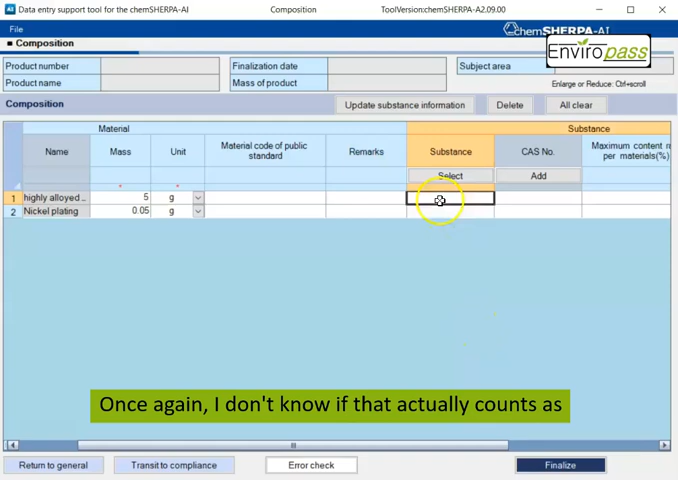 Data entry support tool for the chemSHERPA-AI
Composition
ToolVersion:chemSHERPA-A2.09.00
File
chemSHERPA-AI
Enviropass
■ Composition
Product number
Finalization date
Subject area
Product name
Mass of product
Enlarge or Reduce: Ctrl+scroll
Composition
Update substance information
Delete
All clear
Material
Substance
Name
Mass
Unit
Material code of public
standard
Remarks
Substance
CAS No.
Maximum content r
per materials(%)
Select
Add
* *
1 highly alloyed... 5 g
2 Nickel plating 0.05 g
Once again, I don't know if that actually counts as
Return to general
Transit to compliance
Error check
Finalize